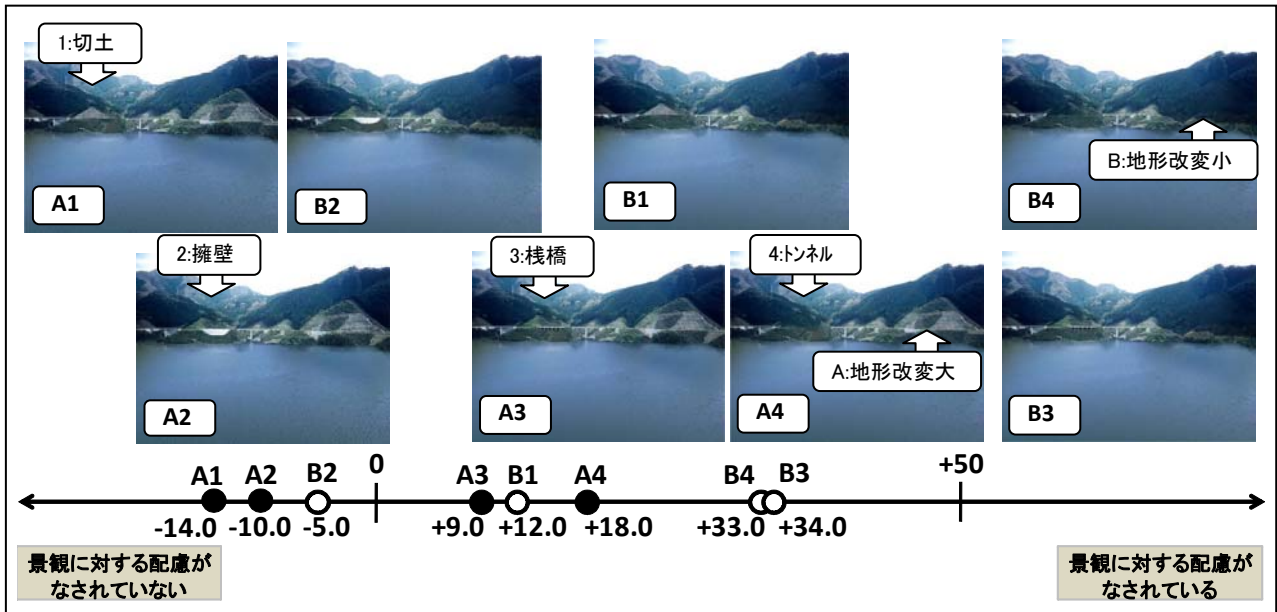 1:切土
A1
B2
B1
B:地形改変小
B4
2:擁壁
A2
3:桟橋
A3
4:トンネル
A:地形改変大
A4
B3
A1 A2 B2 0 A3 B1 A4 B4 B3 +50
-14.0 -10.0 -5.0 +9.0 +12.0 +18.0 +33.0 +34.0
景観に対する配慮が
なされていない
景観に対する配慮が
なされている